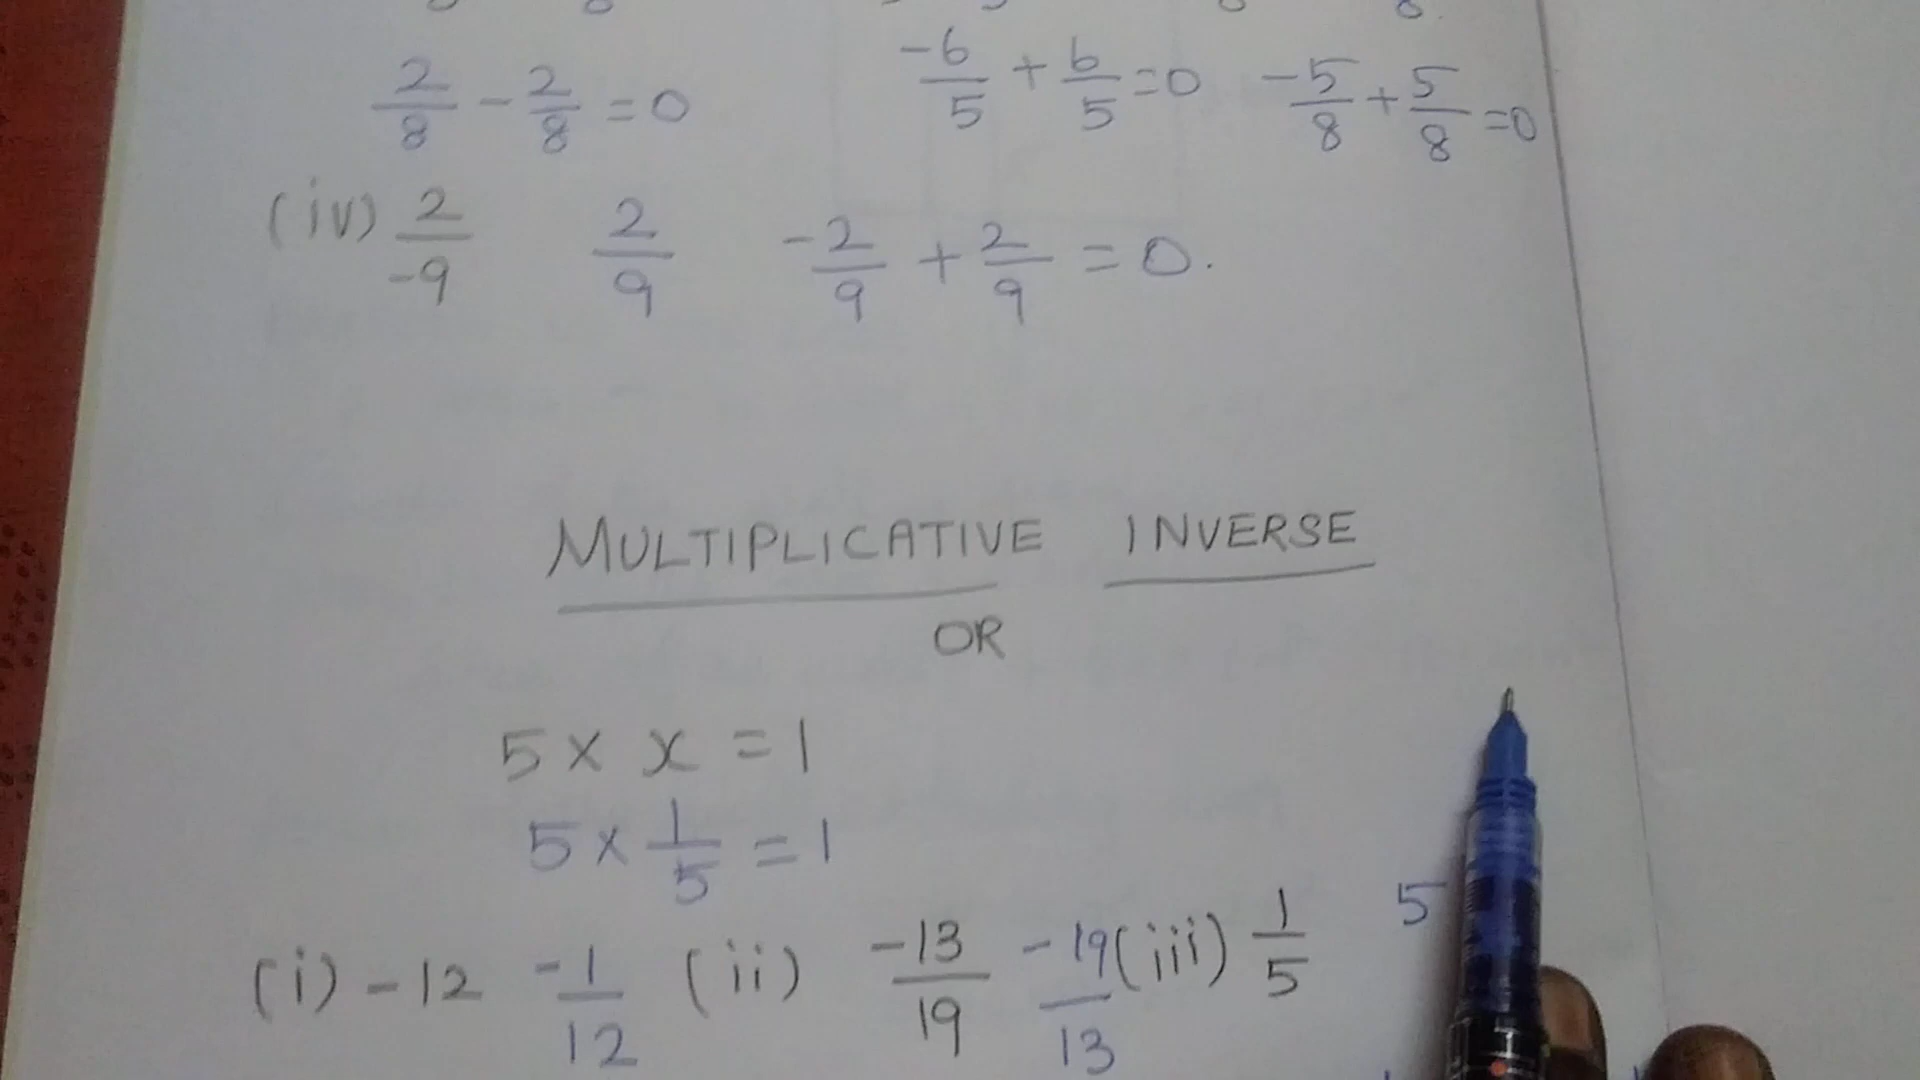 2/8 - 2/8 = 0 -6/5 + 6/5 = 0 -5/8 + 5/8 = 0
(iv) 2/-9 2/9 -2/9 + 2/9 = 0.
MULTIPLICATIVE INVERSE
OR
5 × x = 1
5 × 1/5 = 1
(i) -12 -1/12 (ii) -13/19 -19/13 (iii) 1/5 5